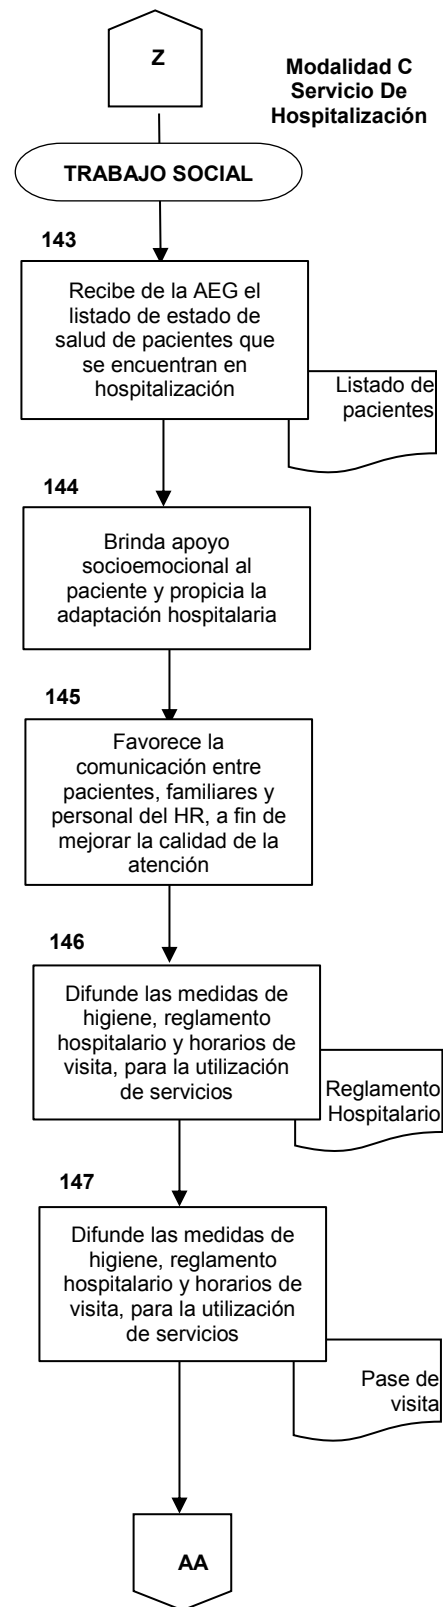 Z
Modalidad C
Servicio De
Hospitalización
TRABAJO SOCIAL
143
Recibe de la AEG el
listado de estado de
salud de pacientes que
se encuentran en
hospitalización
Listado de
pacientes
144
Brinda apoyo
socioemocional al
paciente y propicia la
adaptación hospitalaria
145
Favorece la
comunicación entre
pacientes, familiares y
personal del HR, a fin de
mejorar la calidad de la
atención
146
Difunde las medidas de
higiene, reglamento
hospitalario y horarios de
visita, para la utilización
de servicios
Reglamento
Hospitalario
147
Difunde las medidas de
higiene, reglamento
hospitalario y horarios de
visita, para la utilización
de servicios
Pase de
visita
AA